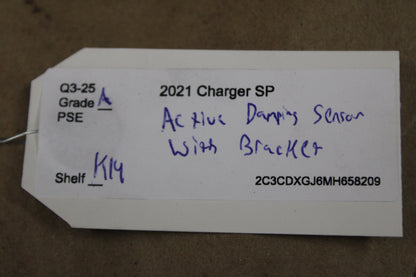 Q3-25
2021 Charger SP
Grade A
PSE
Active Damping Sensor
With Bracket
Shelf K14
2C3CDXGJ6MH658209